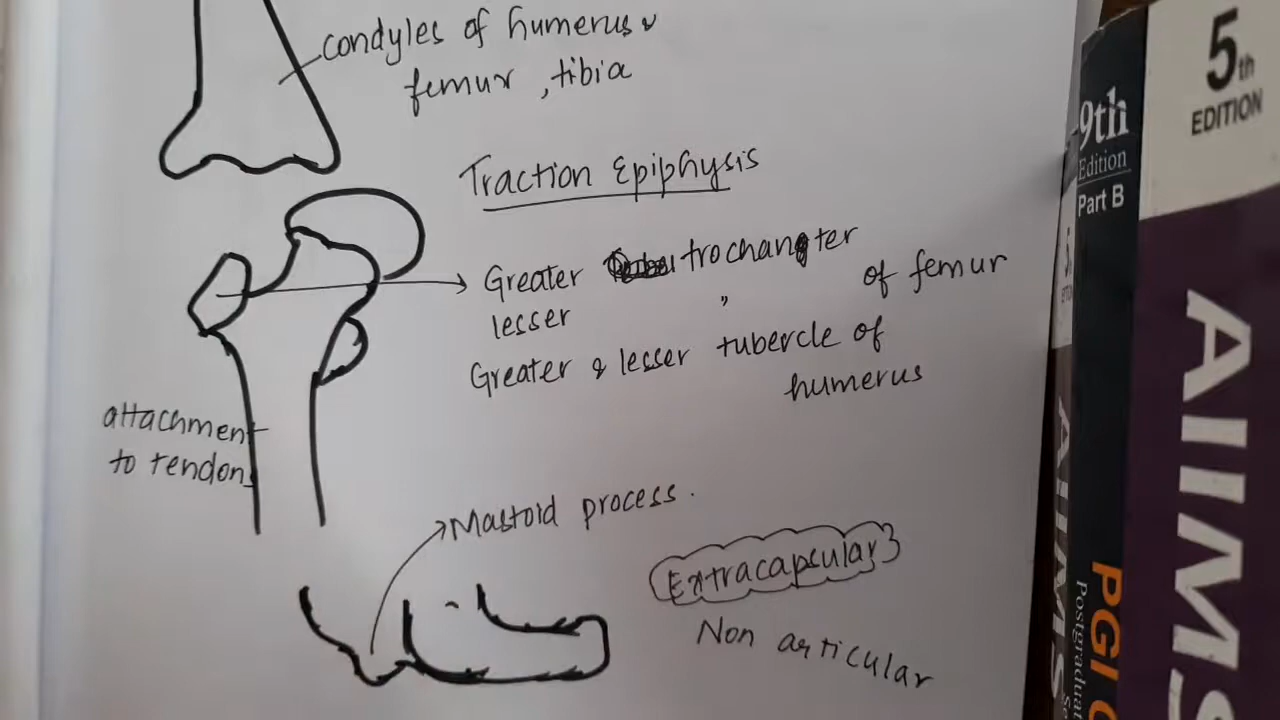 condyles of humerus
femur, tibia
Traction Epiphysis
Greater trochanter
of femur
lesser "
Greater & lesser tubercle of
humerus
attachment
to tendon
Mastoid process.
Extracapsular
Non articular
9th
Edition
Part B
PGI
5th
EDITION
AIIMS